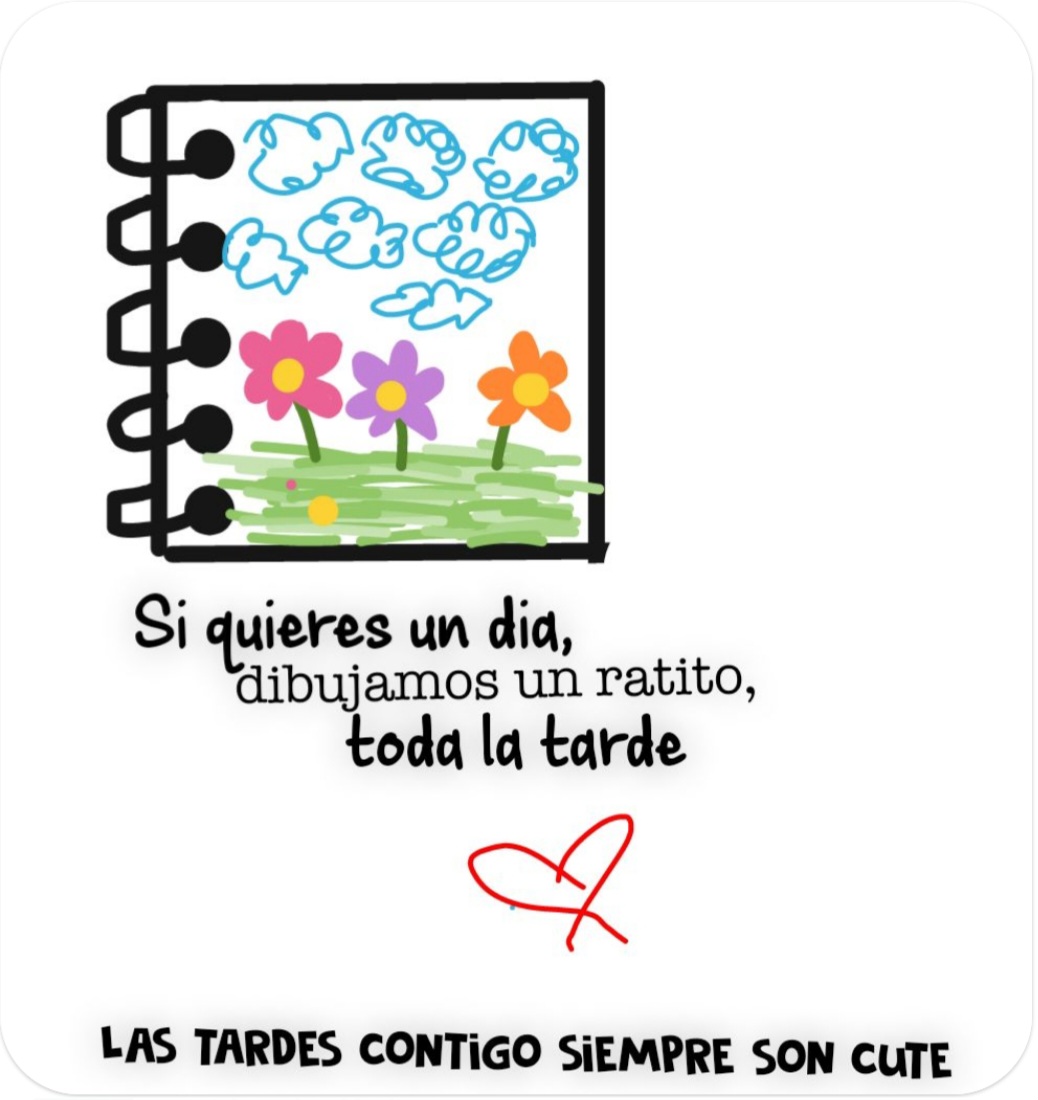 Si quieres un dia,
dibujamos un ratito,
toda la tarde
LAS TARDES CONTiGO SiEMPRE SON CUTE